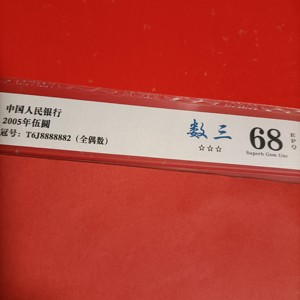 中国人民银行
2005年伍圆
冠号：T6J8888882（全偶数）
数三
☆☆☆
68
EPQ
Superb Gem Unc